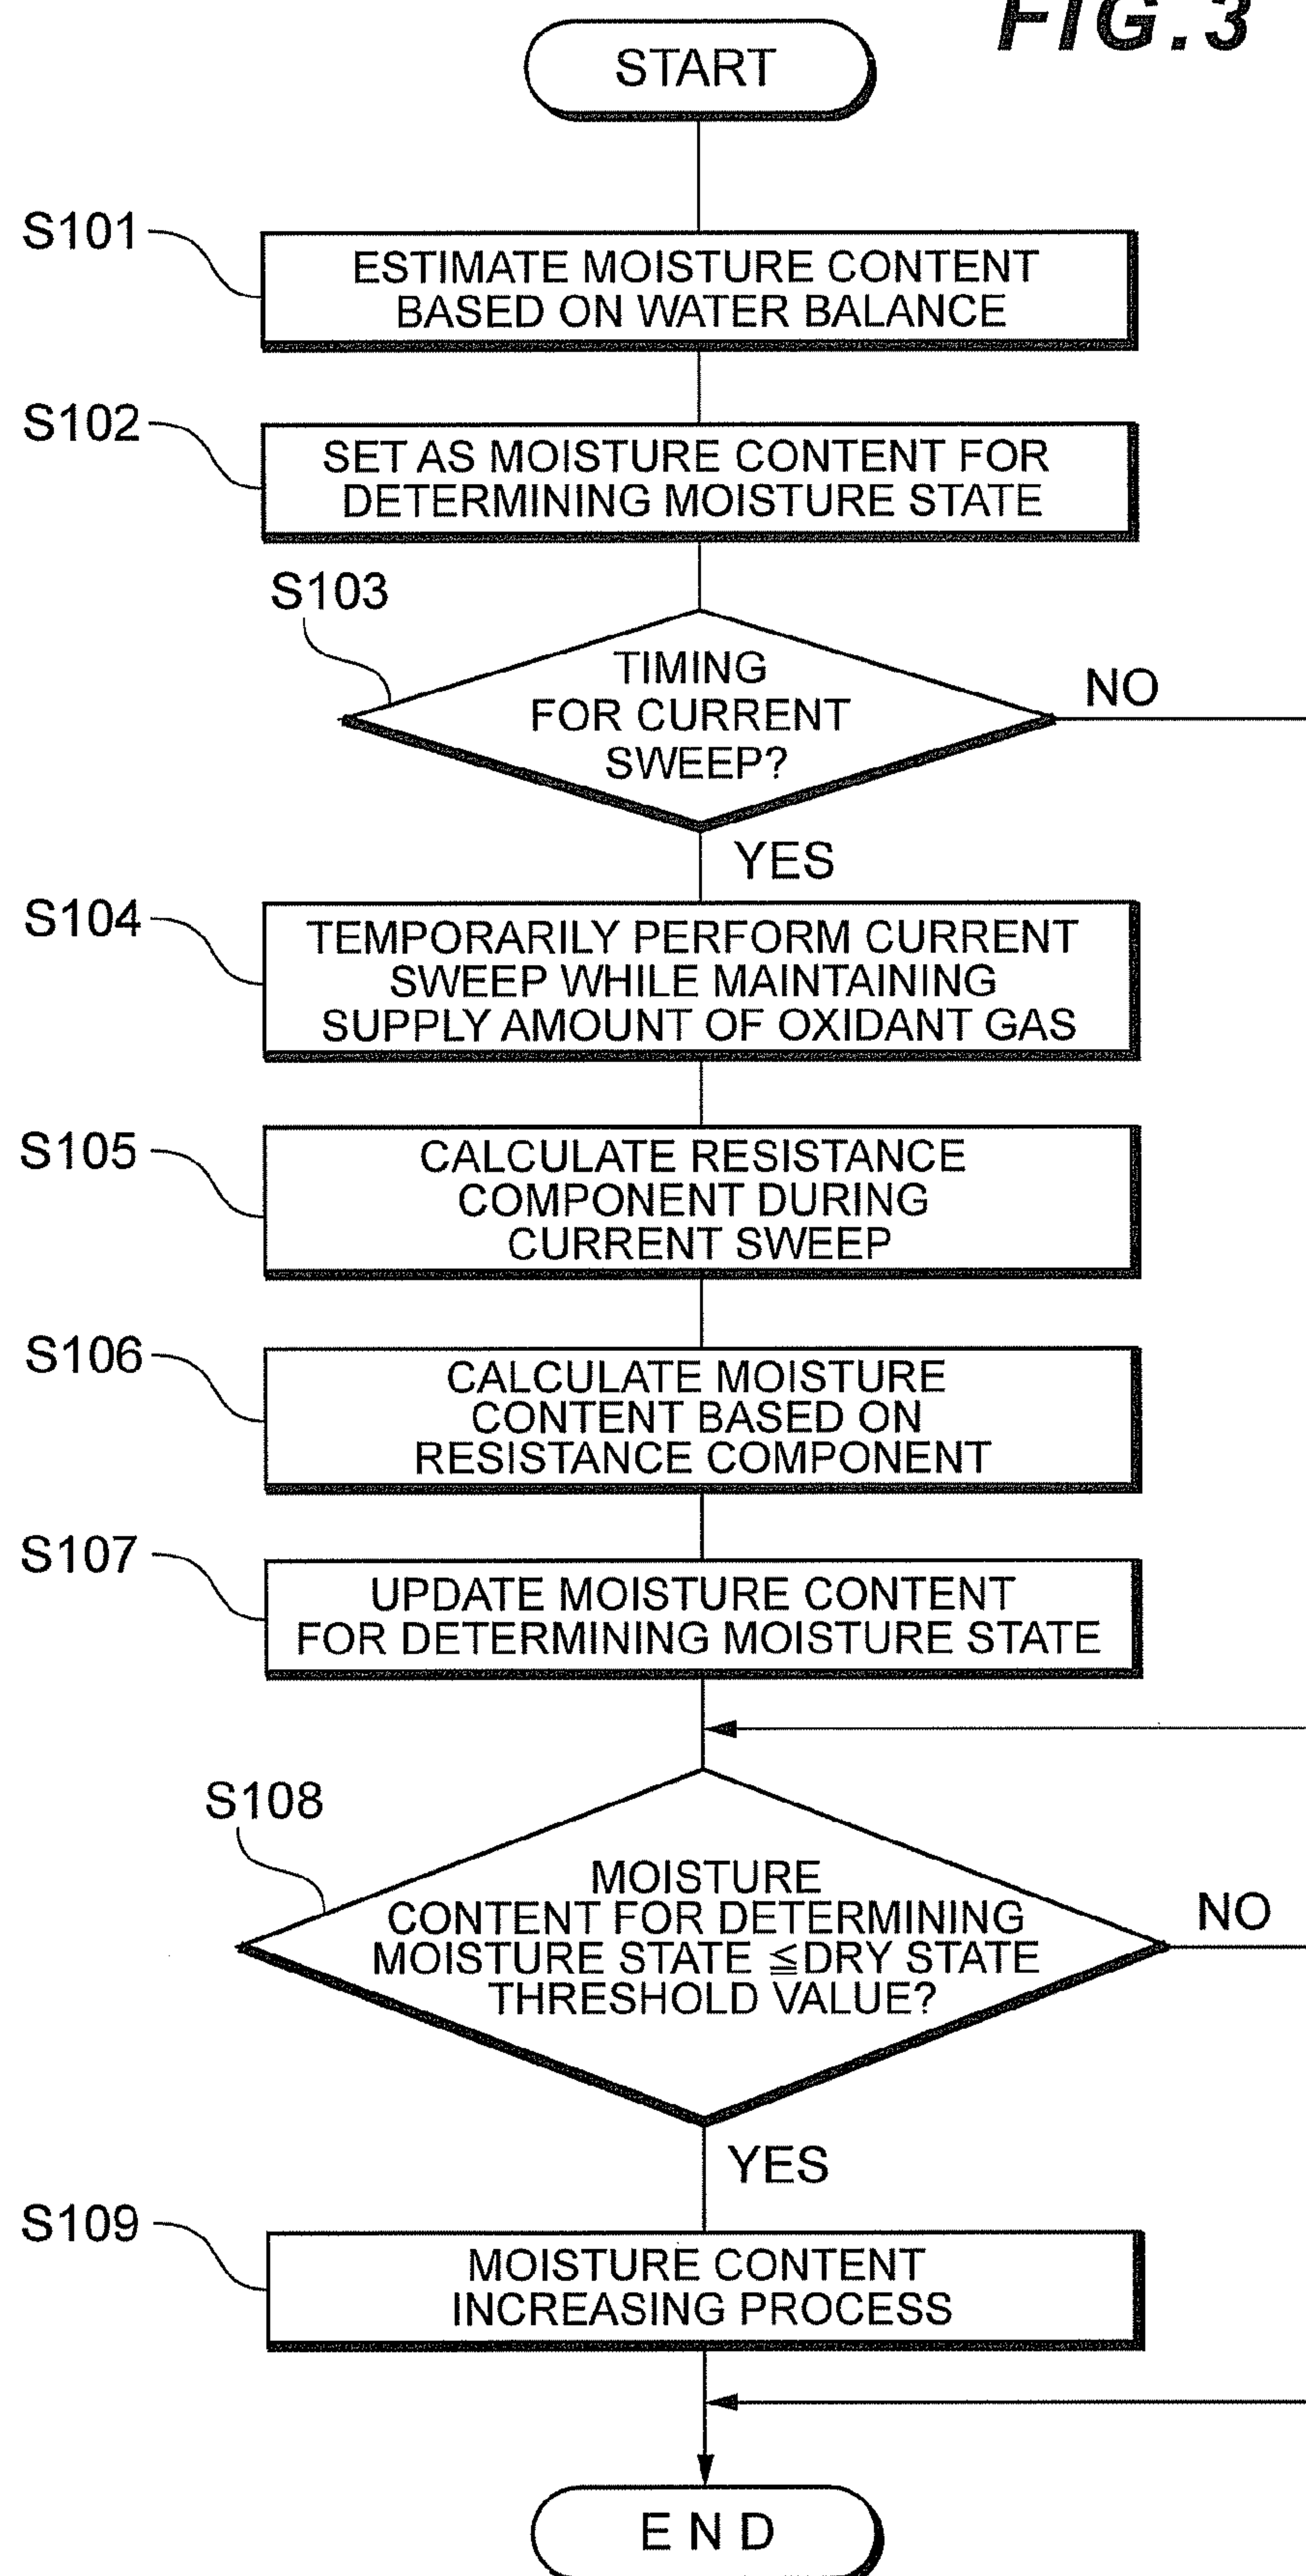 FIG.3
START
S101
ESTIMATE MOISTURE CONTENT
BASED ON WATER BALANCE
S102
SET AS MOISTURE CONTENT FOR
DETERMINING MOISTURE STATE
S103
TIMING
FOR CURRENT
SWEEP?
NO
YES
S104
TEMPORARILY PERFORM CURRENT
SWEEP WHILE MAINTAINING
SUPPLY AMOUNT OF OXIDANT GAS
S105
CALCULATE RESISTANCE
COMPONENT DURING
CURRENT SWEEP
S106
CALCULATE MOISTURE
CONTENT BASED ON
RESISTANCE COMPONENT
S107
UPDATE MOISTURE CONTENT
FOR DETERMINING MOISTURE STATE
S108
MOISTURE
CONTENT FOR DETERMINING
MOISTURE STATE ≦DRY STATE
THRESHOLD VALUE?
NO
YES
S109
MOISTURE CONTENT
INCREASING PROCESS
END